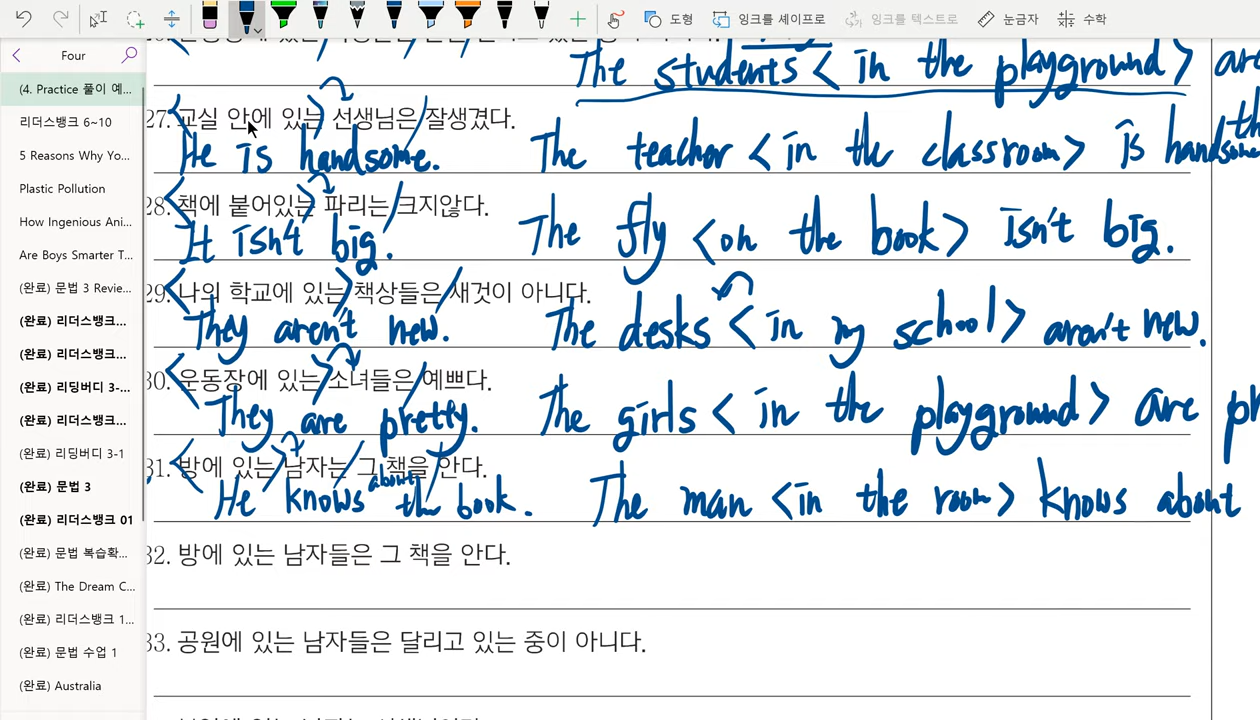 도형
잉크를 셰이프로
잉크를 텍스트로
눈금자
수학
Four
(4. Practice 풀이 예...
리더스뱅크 6~10
5 Reasons Why Yo...
Plastic Pollution
How Ingenious Ani...
Are Boys Smarter T...
(완료) 문법 3 Revie...
(완료) 리더스뱅크...
(완료) 리더스뱅크...
(완료) 리딩버디 3-...
(완료) 리더스뱅크...
(완료) 리딩버디 3-1
(완료) 문법 3
(완료) 리더스뱅크 01
(완료) 문법 복습확...
(완료) The Dream C...
(완료) 리더스뱅크 1...
(완료) 문법 수업 1
(완료) Australia
The students < in the playground > are
27. 교실 안에 있는 선생님은 잘생겼다.
He is handsome. The teacher < in the classroom > is handsome
28. 책에 붙어있는 파리는 크지않다.
It isn't big. The fly < on the book > isn't big.
29. 나의 학교에 있는 책상들은 새것이 아니다.
They aren't new. The desks < in my school > aren't new.
30. 운동장에 있는 소녀들은 예쁘다.
They are pretty. The girls < in the playground > are
31. 방에 있는 남자는 그 책을 안다.
He knows about the book. The man < in the room > knows about
32. 방에 있는 남자들은 그 책을 안다.
33. 공원에 있는 남자들은 달리고 있는 중이 아니다.